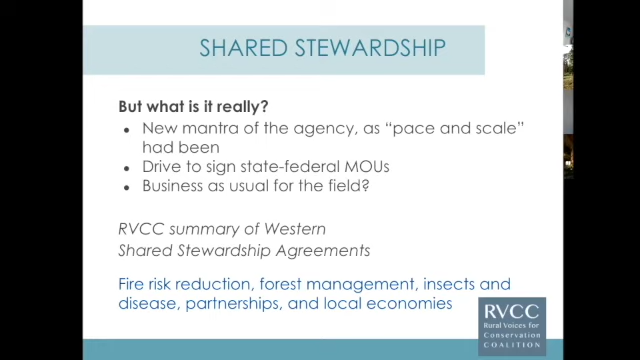 SHARED STEWARDSHIP
But what is it really?
● New mantra of the agency, as “pace and scale”
had been
● Drive to sign state-federal MOUs
● Business as usual for the field?
RVCC summary of Western
Shared Stewardship Agreements
Fire risk reduction, forest management, insects and
disease, partnerships, and local economies
RVCC
Rural Voices for
Conservation
COALITION